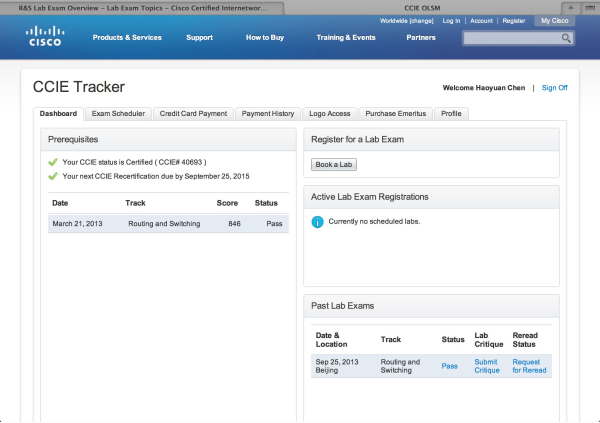 R&S Lab Exam Overview – Lab Exam Topics – Cisco Certified Internetwor...
CCIE OLSM
Worldwide [change] Log In | Account | Register My Cisco
CISCO
Products & Services Support How to Buy Training & Events Partners
CCIE Tracker
Welcome Haoyuan Chen | Sign Off
Dashboard Exam Scheduler Credit Card Payment Payment History Logo Access Purchase Emeritus Profile
Prerequisites
Your CCIE status is Certified ( CCIE# 40693 )
Your next CCIE Recertification due by September 25, 2015
Date Track Score Status
March 21, 2013 Routing and Switching 846 Pass
Register for a Lab Exam
Book a Lab
Active Lab Exam Registrations
Currently no scheduled labs.
Past Lab Exams
Date &
Location
Track
Status
Lab
Critique
Reread
Status
Sep 25, 2013
Beijing
Routing and
Switching
Pass
Submit
Critique
Request
for Reread